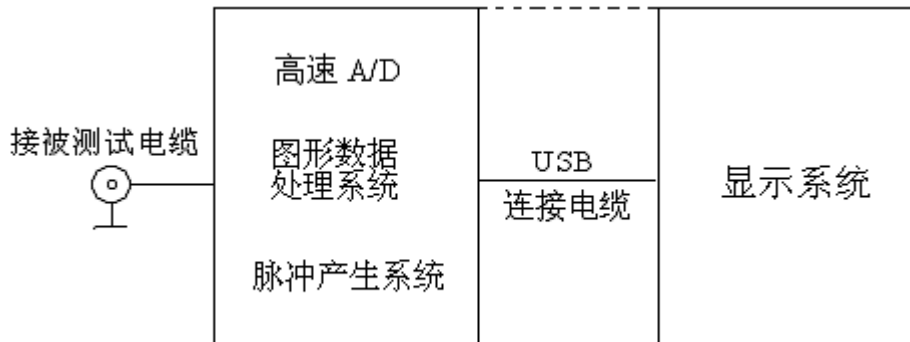 接被测试电缆
高速 A/D
图形数据
处理系统
脉冲产生系统
USB
连接电缆
显示系统